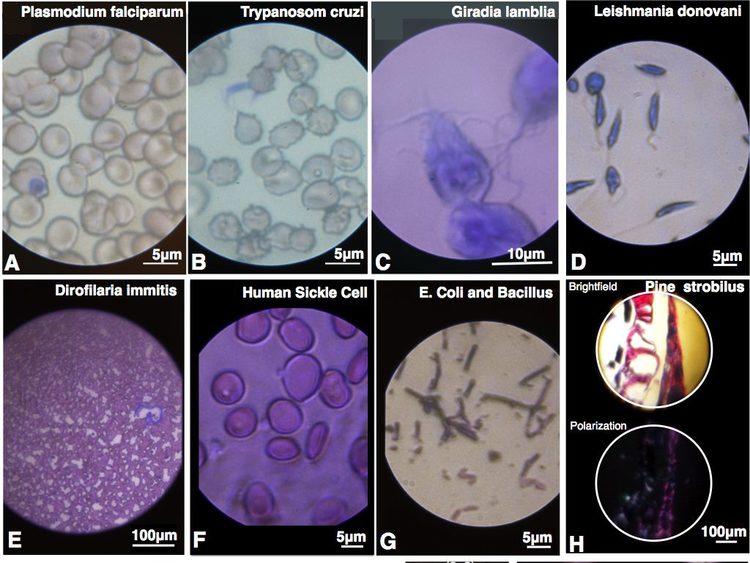 Plasmodium falciparum
5µm
A
Trypanosom cruzi
5µm
B
Giradia lamblia
10µm
C
Leishmania donovani
5µm
D
Dirofilaria immitis
100µm
E
Human Sickle Cell
5µm
F
E. Coli and Bacillus
5µm
G
Pine strobilus
Brightfield
Polarization
100µm
H